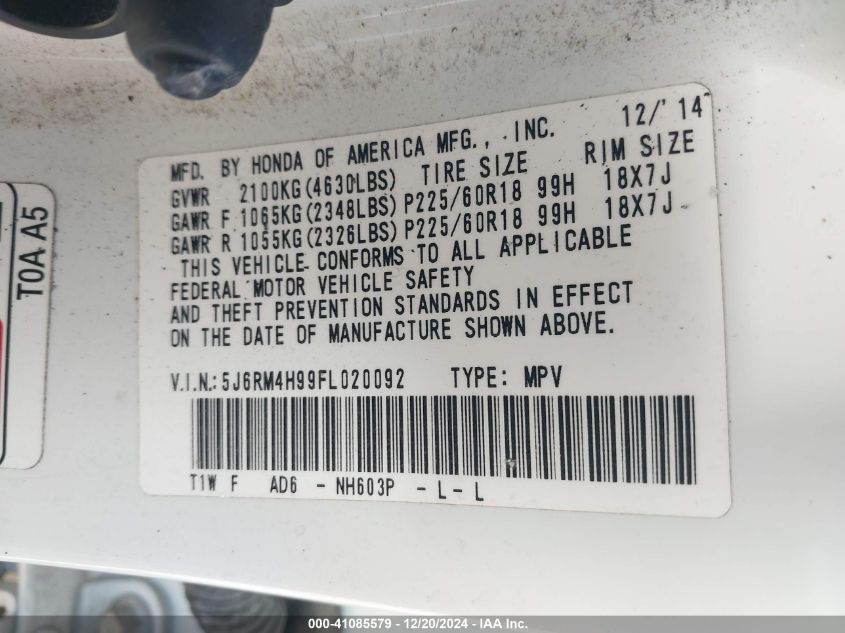 12/ 14
MFD. BY HONDA OF AMERICA MFG., INC.
GVWR 2100KG(4630LBS) TIRE SIZE RIM SIZE
GAWR F 1065KG(2348LBS) P225/60R18 99H 18X7J
GAWR R 1055KG(2326LBS) P225/60R18 99H 18X7J
THIS VEHICLE CONFORMS TO ALL APPLICABLE
FEDERAL MOTOR VEHICLE SAFETY
AND THEFT PREVENTION STANDARDS IN EFFECT
ON THE DATE OF MANUFACTURE SHOWN ABOVE.
V.I.N.: 5J6RM4H99FL020092 TYPE: MPV
T1W F AD6 - NH603P - L - L
T0A A5
000-41085579 - 12/20/2024 - IAA Inc.